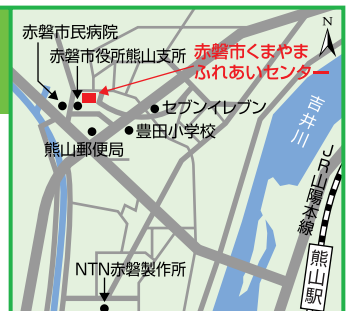 赤磐市民病院
赤磐市役所熊山支所
赤磐市くまやま
ふれあいセンター
N
セブンイレブン
豊田小学校
熊山郵便局
吉井川
JR山陽本線
熊山駅
NTN赤磐製作所